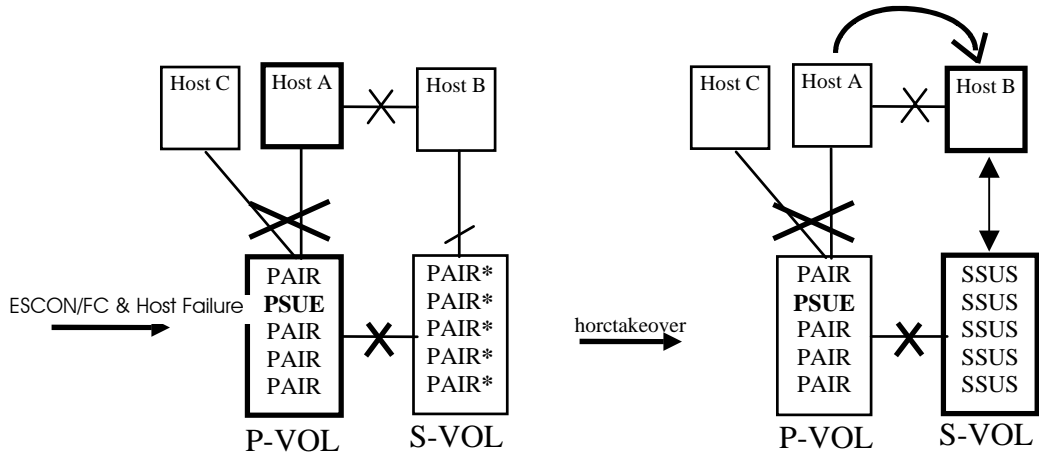 Host C
Host A
Host B
ESCON/FC & Host Failure
PAIR
PSUE
PAIR
PAIR
PAIR
PAIR*
PAIR*
PAIR*
PAIR*
PAIR*
P-VOL
S-VOL
horctakeover
Host C
Host A
Host B
PAIR
PSUE
PAIR
PAIR
PAIR
SSUS
SSUS
SSUS
SSUS
SSUS
P-VOL
S-VOL